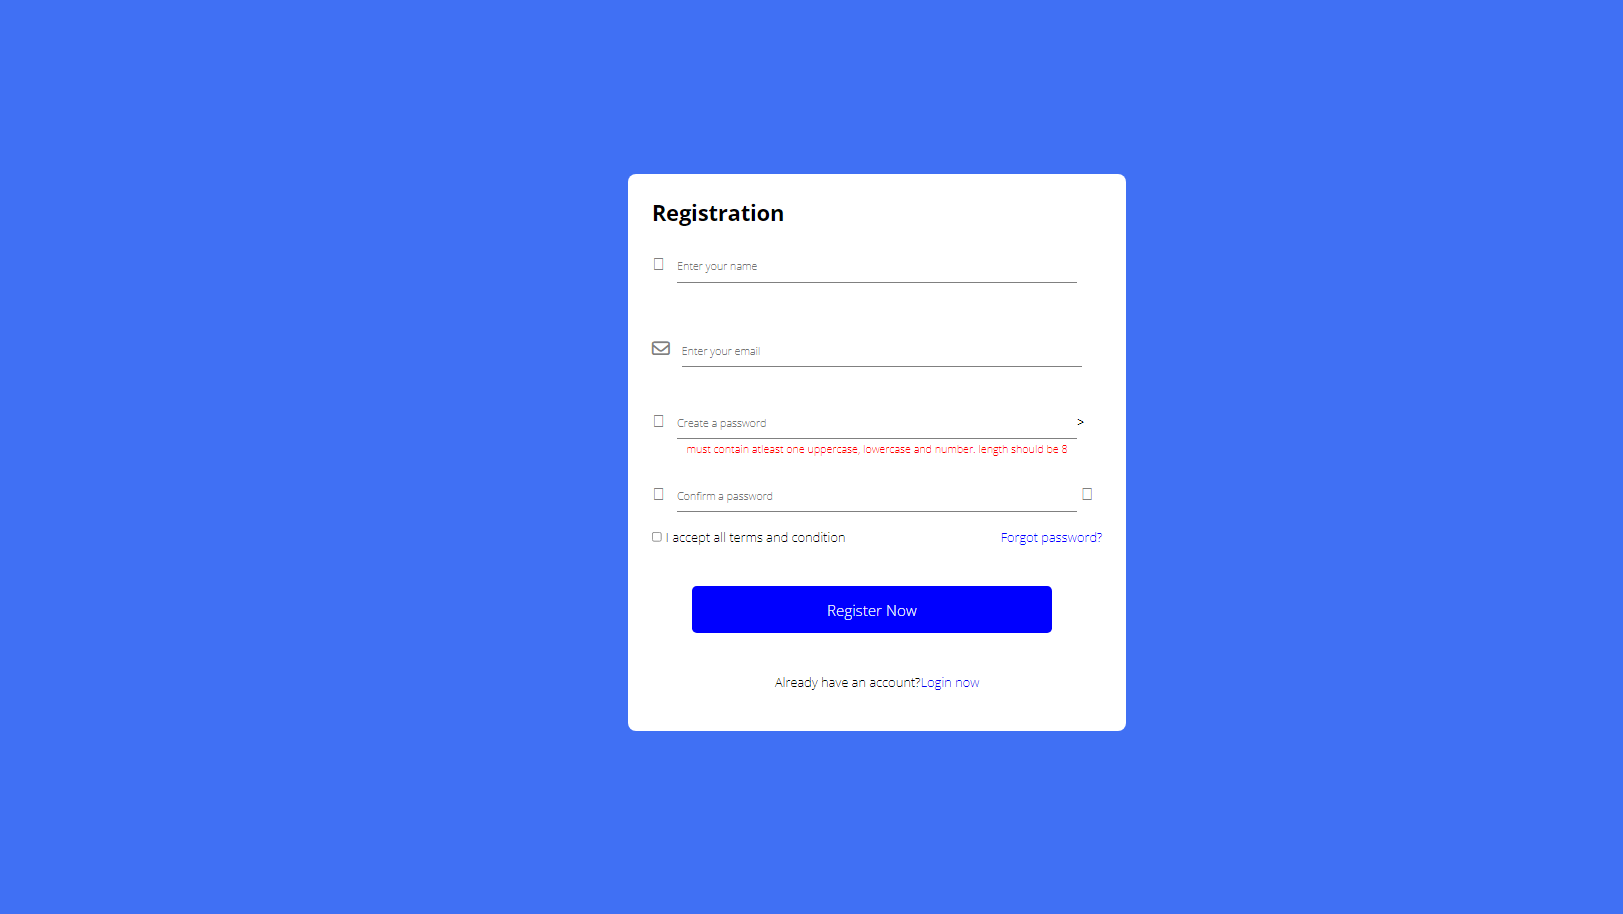 Registration
Enter your name
Enter your email
Create a password >
must contain atleast one uppercase, lowercase and number. length should be 8
Confirm a password
I accept all terms and condition Forgot password?
Register Now
Already have an account?Login now